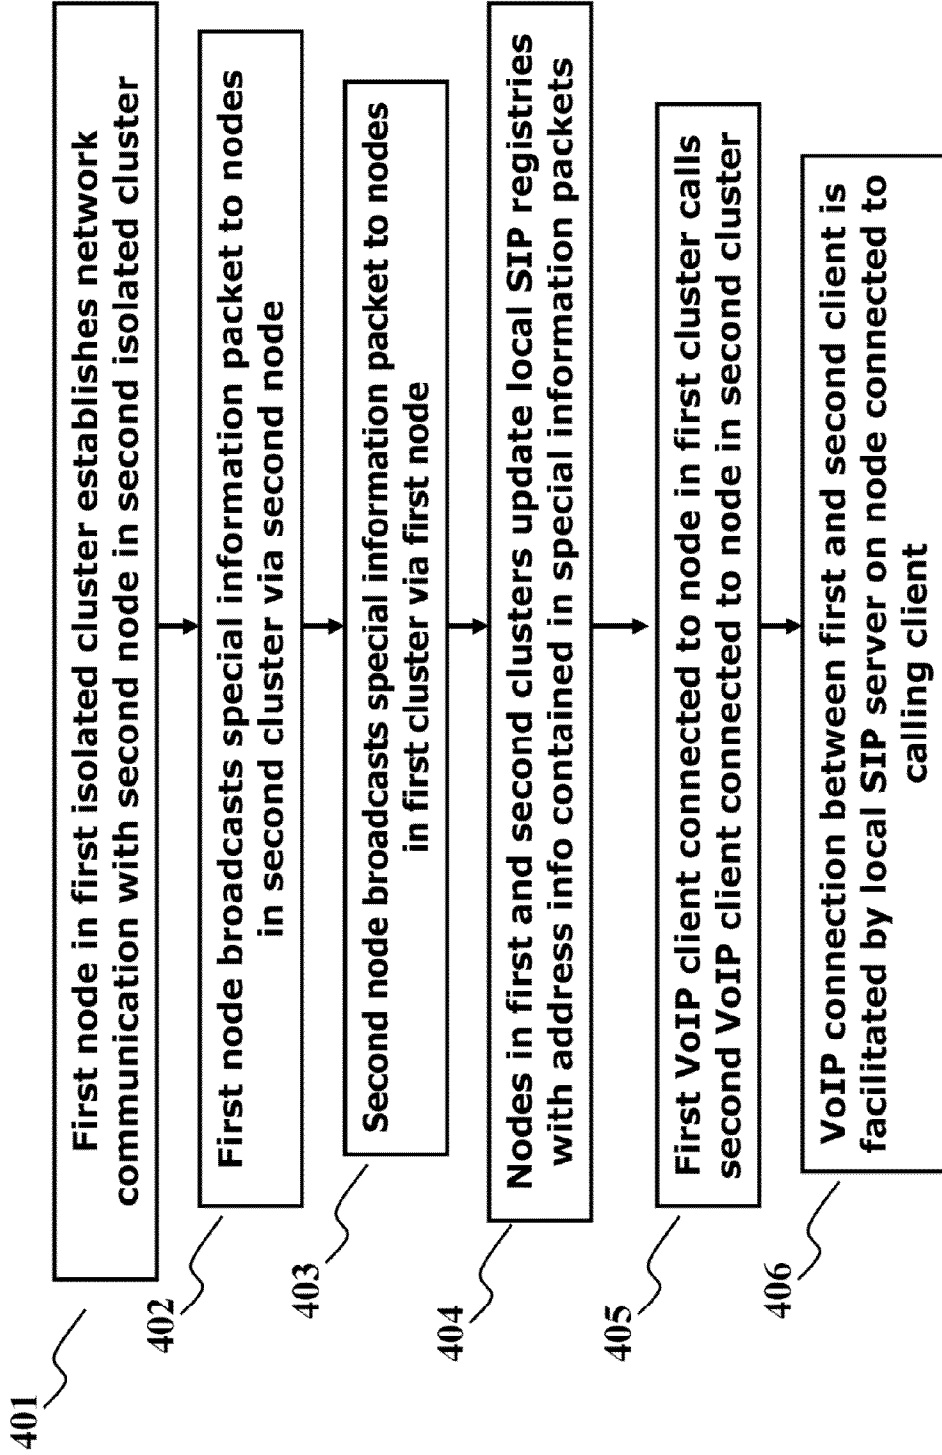 401
First node in first isolated cluster establishes network
communication with second node in second isolated cluster
402
First node broadcasts special information packet to nodes
in second cluster via second node
403
Second node broadcasts special information packet to nodes
in first cluster via first node
404
Nodes in first and second clusters update local SIP registries
with address info contained in special information packets
405
First VoIP client connected to node in first cluster calls
second VoIP client connected to node in second cluster
406
VoIP connection between first and second client is
facilitated by local SIP server on node connected to
calling client